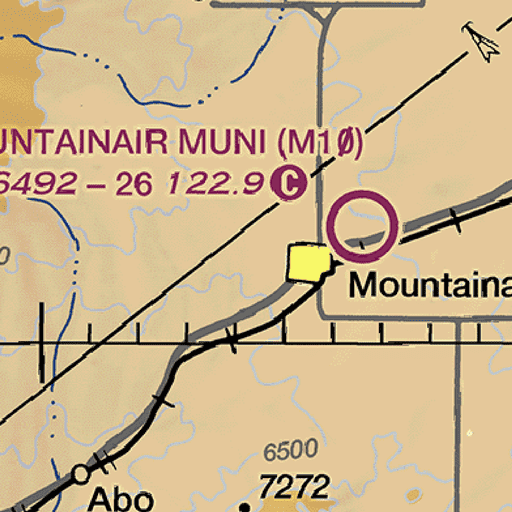 UNTAINAIR MUNI (M1Ø)
6492 – 26 122.9 C
Mountaina
6500
7272
Abo